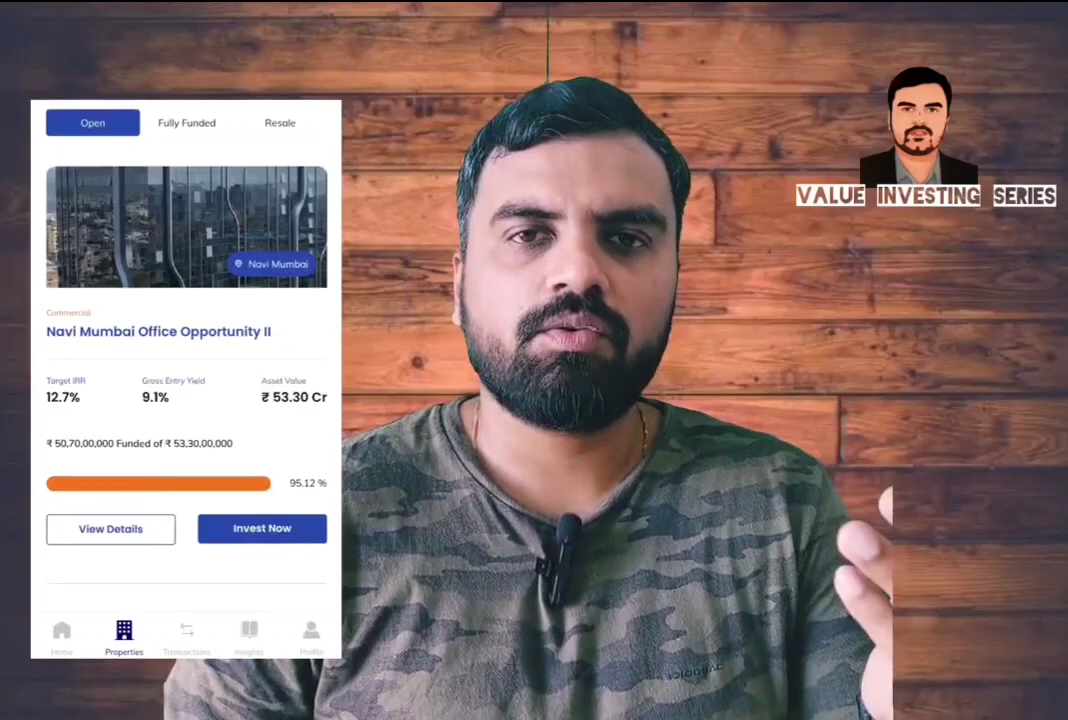 Open Fully Funded Resale
Navi Mumbai
Commercial
Navi Mumbai Office Opportunity II
Target IRR Gross Entry Yield Asset Value
12.7% 9.1% ₹ 53.30 Cr
₹ 50,70,00,000 Funded of ₹ 53,30,00,000
95.12 %
View Details Invest Now
Home Properties Transactions Insights Profile
VALUE INVESTING SERIES